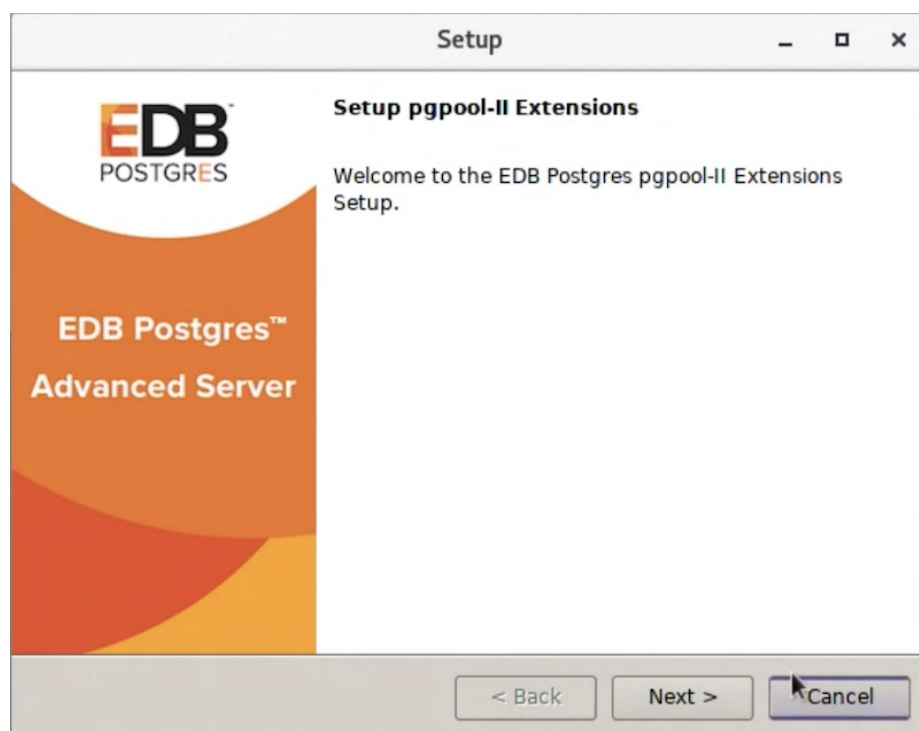 Setup
EDB
POSTGRES
Setup pgpool-II Extensions
Welcome to the EDB Postgres pgpool-II Extensions
Setup.
EDB Postgres™
Advanced Server
< Back
Next >
Cancel